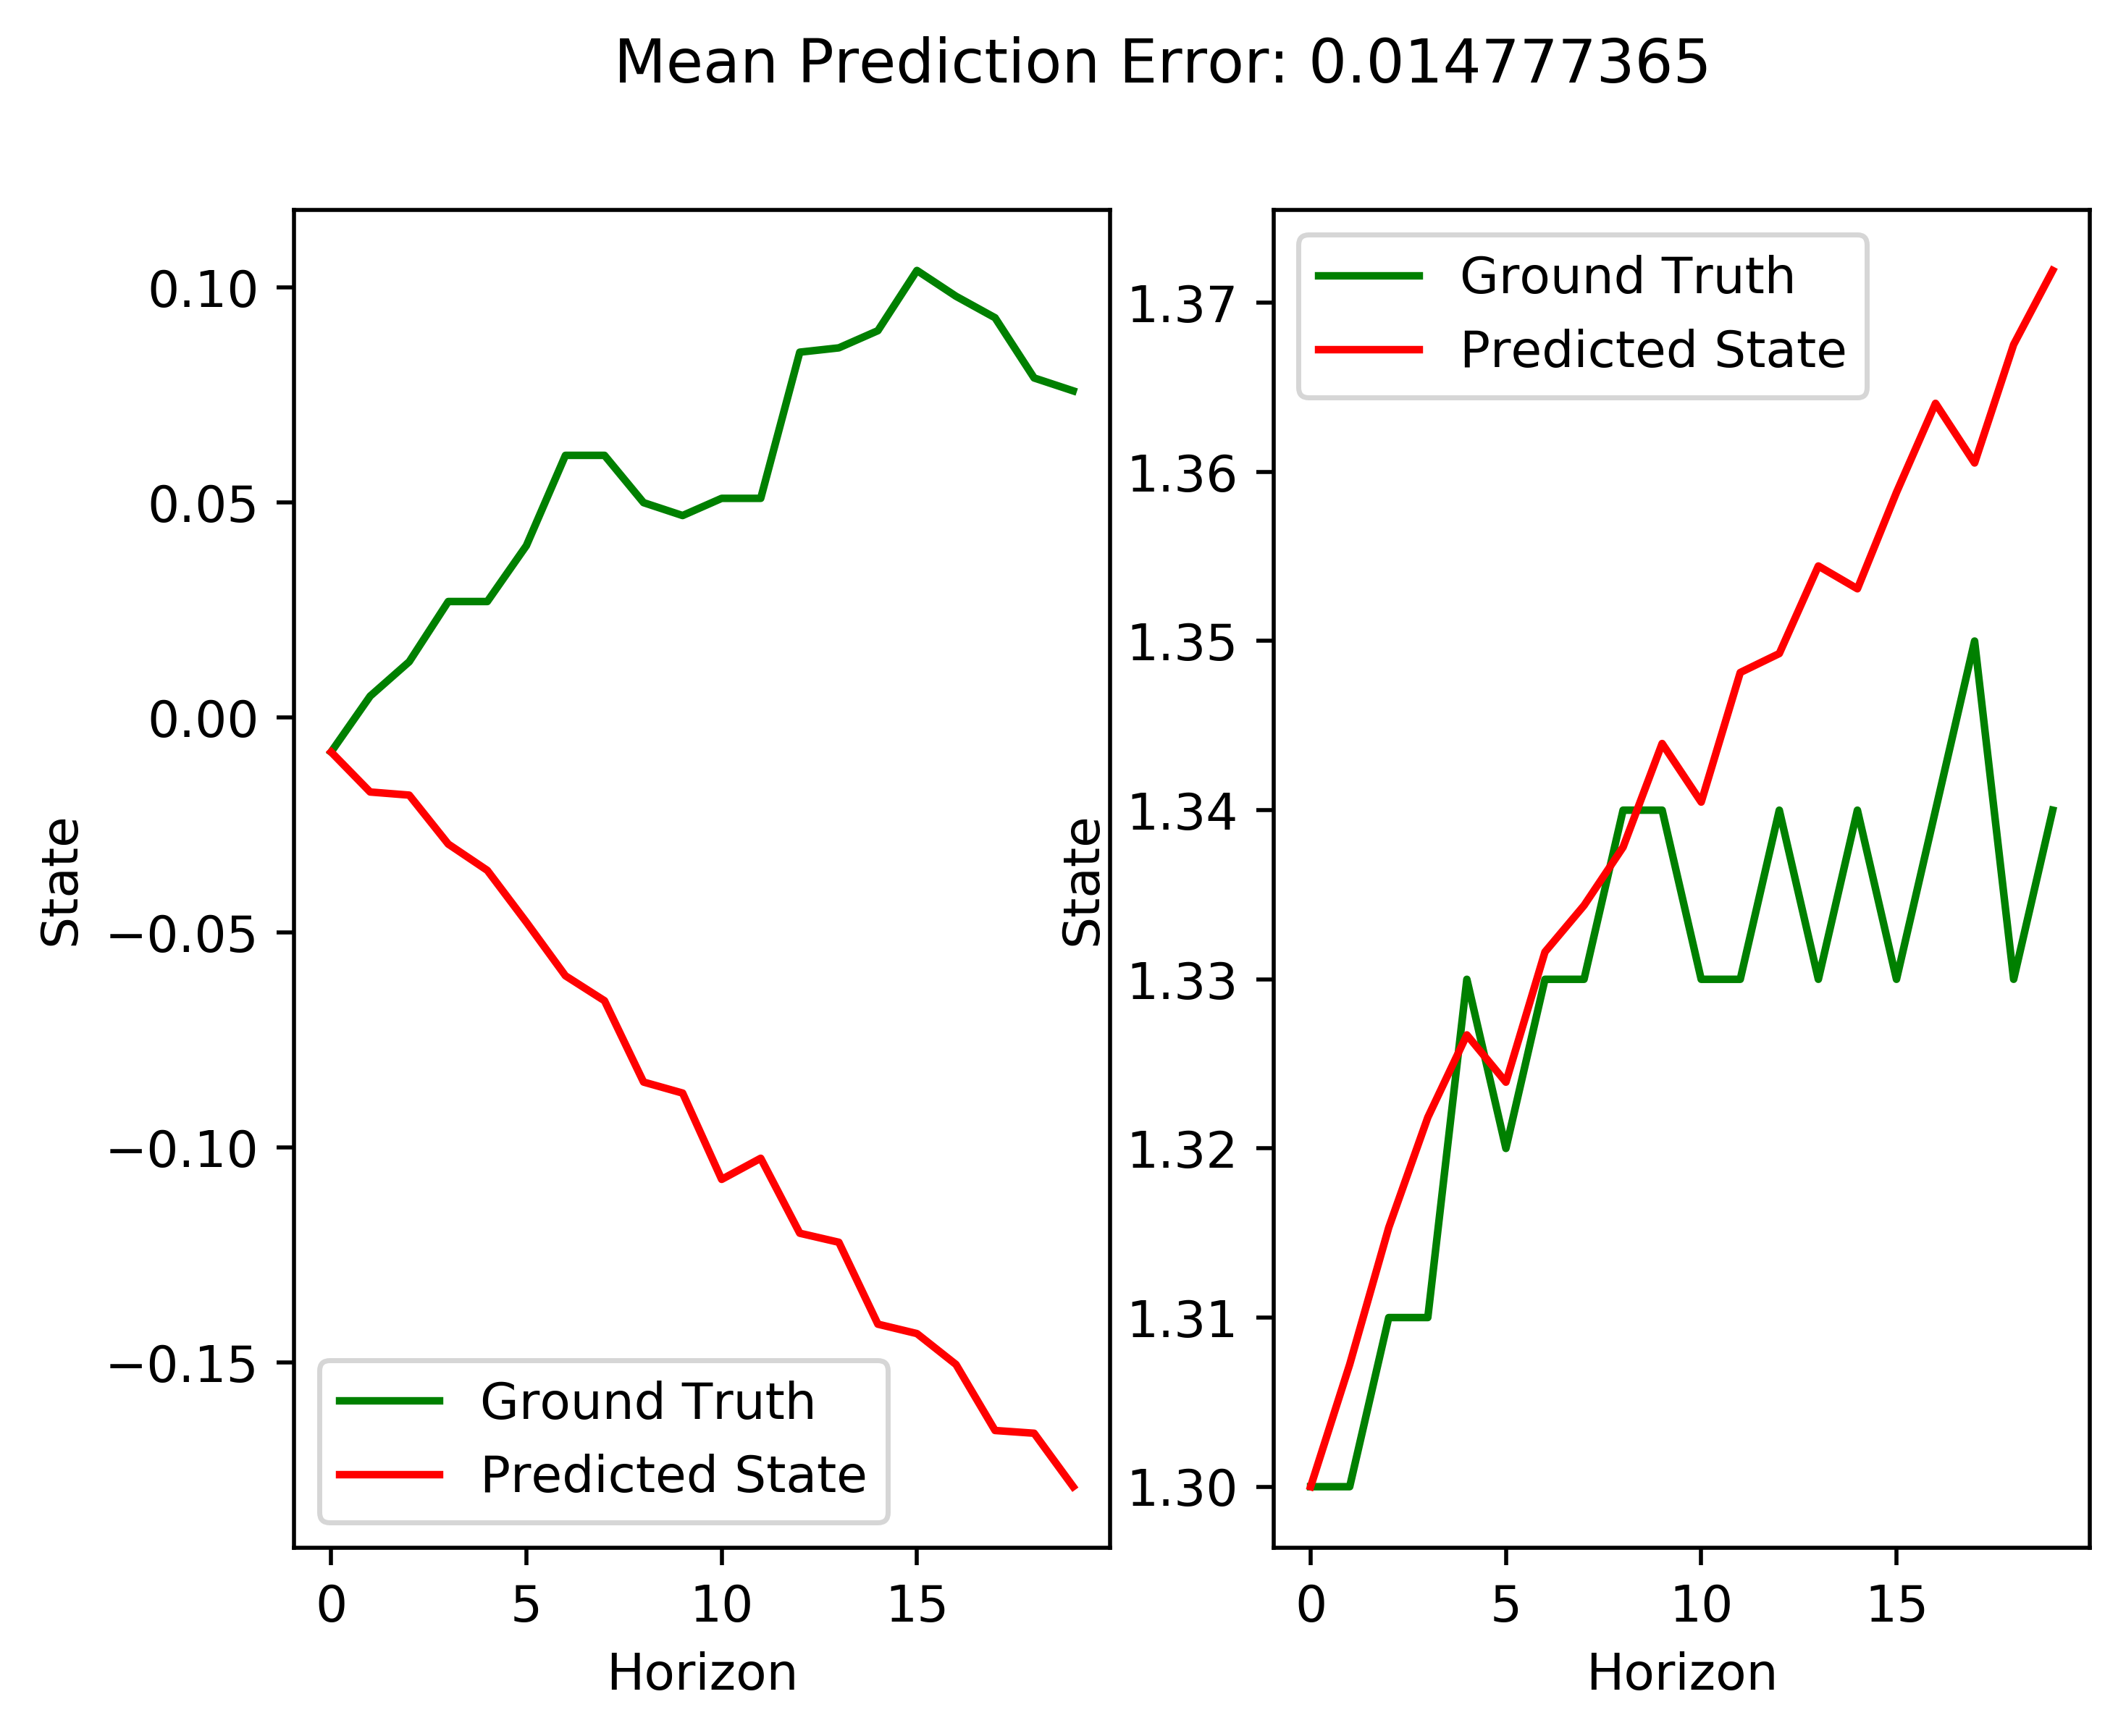 Mean Prediction Error: 0.014777365
State
0.10
0.05
0.00
−0.05
−0.10
−0.15
Ground Truth
Predicted State
0
5
10
15
Horizon
State
1.37
1.36
1.35
1.34
1.33
1.32
1.31
1.30
Ground Truth
Predicted State
0
5
10
15
Horizon